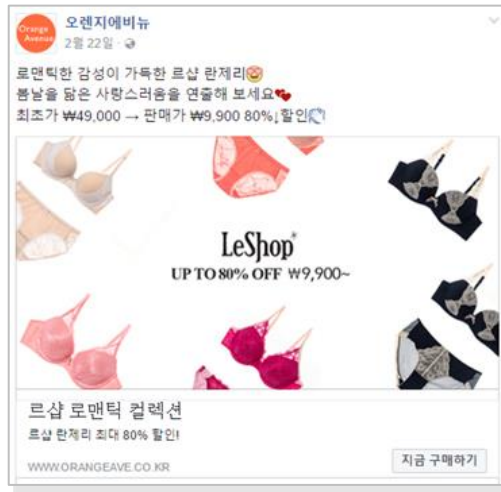 Orange
Avenue
오렌지에비뉴
2월 22일
로맨틱한 감성이 가득한 르샵 란제리
봄날을 닮은 사랑스러움을 연출해 보세요
최초가 ₩49,000 → 판매가 ₩9,900 80%↓할인
LeShop*
UP TO 80% OFF ₩9,900~
르샵 로맨틱 컬렉션
르샵 란제리 최대 80% 할인!
WWW.ORANGEAVE.CO.KR
지금 구매하기